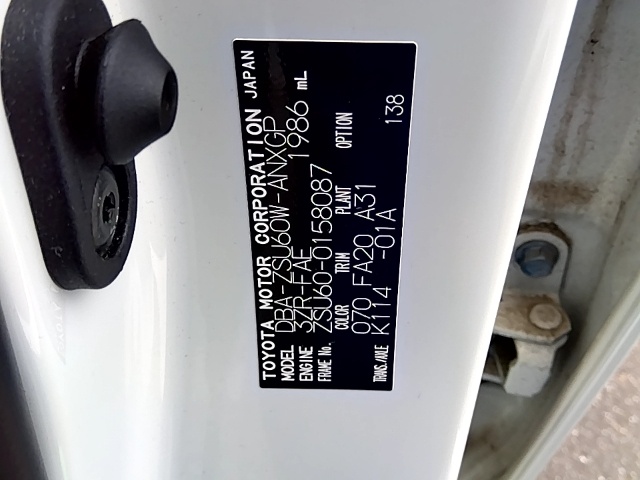 TOYOTA MOTOR CORPORATION JAPAN
MODEL DBA-ZSU60W-ANXGP
ENGINE 3ZR-FAE 1986 mL
FRAME No. ZSU60-0158087
COLOR TRIM PLANT OPTION
070 FA20 A31
TRANS./AXLE K114 -01A 138